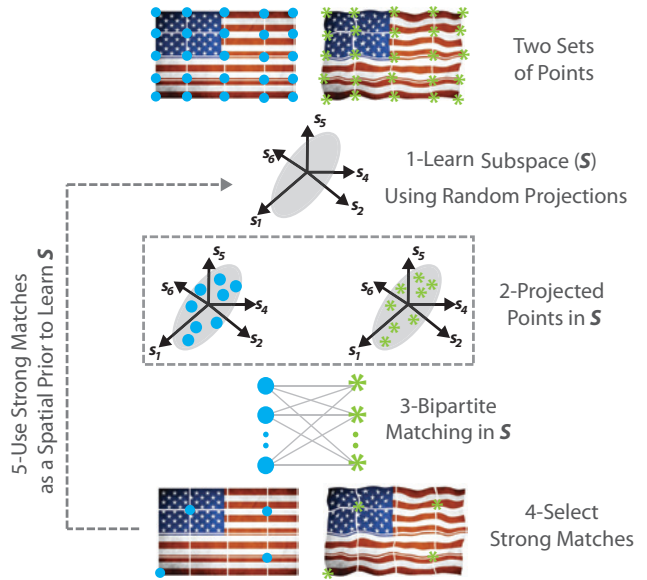 Two Sets
of Points
s5
s6
s4
s2
s1
1-Learn Subspace (S)
Using Random Projections
s5
s6
s4
s2
s1
s5
s6
s4
s2
s1
2-Projected
Points in S
3-Bipartite
Matching in S
4-Select
Strong Matches
5-Use Strong Matches
as a Spatial Prior to Learn S